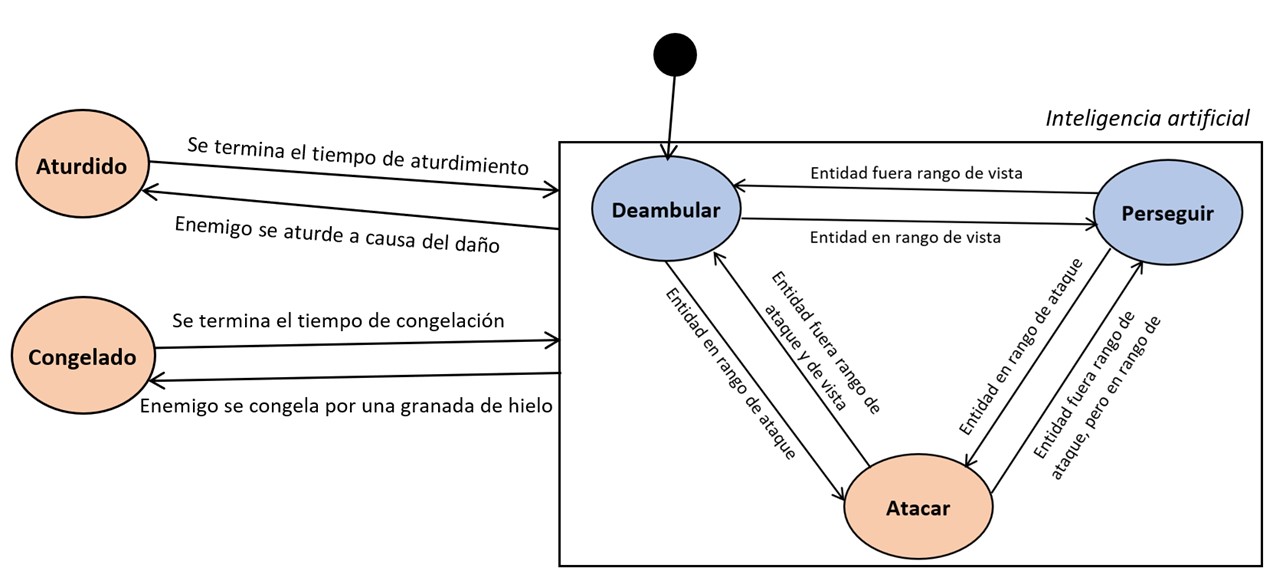 Inteligencia artificial
Aturdido
Se termina el tiempo de aturdimiento
Enemigo se aturde a causa del daño
Congelado
Se termina el tiempo de congelación
Enemigo se congela por una granada de hielo
Deambular
Entidad fuera rango de vista
Entidad en rango de vista
Perseguir
Entidad en rango de ataque
Entidad fuera rango de
ataque y de vista
Entidad en rango de ataque
Entidad fuera rango de
ataque, pero en rango de
Atacar